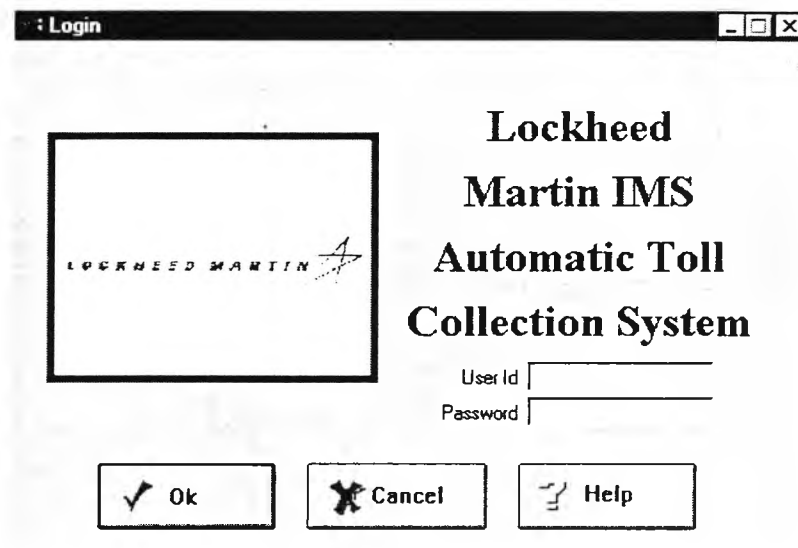 Login
LOCKHEED MARTIN
Lockheed
Martin IMS
Automatic Toll
Collection System
User Id
Password
Ok
Cancel
Help